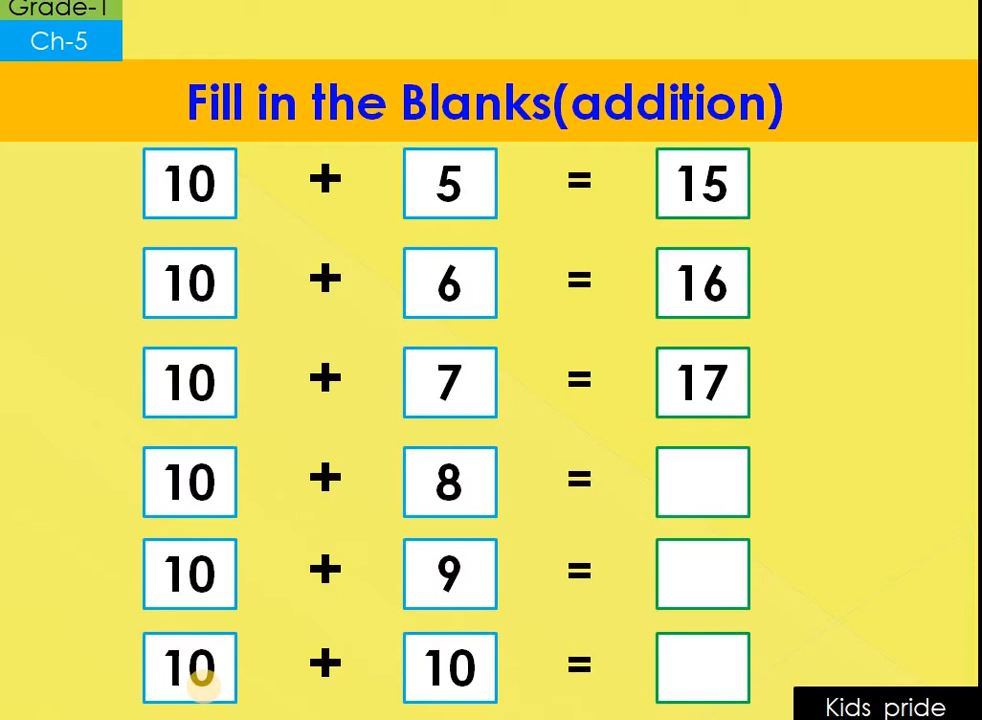 Grade-1
Ch-5
Fill in the Blanks(addition)
10 + 5 = 15
10 + 6 = 16
10 + 7 = 17
10 + 8 =
10 + 9 =
10 + 10 =
Kids pride